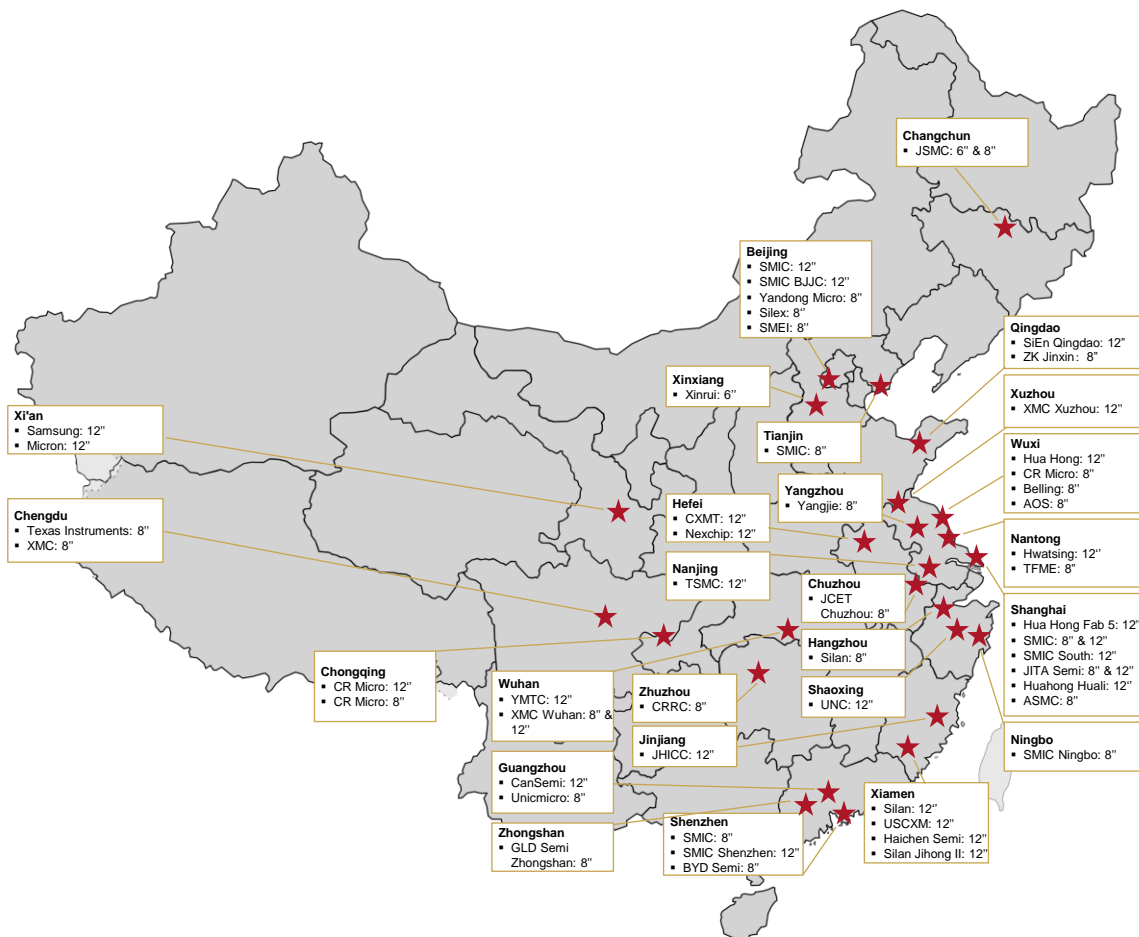 Changchun
▪ JSMC: 6" & 8"
Beijing
▪ SMIC: 12"
▪ SMIC BJJC: 12"
▪ Yandong Micro: 8"
▪ Silex: 8"
▪ SMEI: 8"
Qingdao
▪ SiEn Qingdao: 12"
▪ ZK Jinxin: 8"
Xinxiang
▪ Xinrui: 6"
Xuzhou
▪ XMC Xuzhou: 12"
Xi'an
▪ Samsung: 12"
▪ Micron: 12"
Tianjin
▪ SMIC: 8"
Wuxi
▪ Hua Hong: 12"
▪ CR Micro: 8"
▪ Belling: 8"
▪ AOS: 8"
Yangzhou
▪ Yangjie: 8"
Hefei
▪ CXMT: 12"
▪ Nexchip: 12"
Chengdu
▪ Texas Instruments: 8"
▪ XMC: 8"
Nantong
▪ Hwatsing: 12"
▪ TFME: 8"
Nanjing
▪ TSMC: 12"
Chuzhou
▪ JCET
Chuzhou: 8"
Shanghai
▪ Hua Hong Fab 5: 12"
▪ SMIC: 8" & 12"
▪ SMIC South: 12"
▪ JITA Semi: 8" & 12"
▪ Huahong Huali: 12"
▪ ASMC: 8"
Hangzhou
▪ Silan: 8"
Chongqing
▪ CR Micro: 12"
▪ CR Micro: 8"
Wuhan
▪ YMTC: 12"
▪ XMC Wuhan: 8" &
12"
Zhuzhou
▪ CRRC: 8"
Shaoxing
▪ UNC: 12"
Jinjiang
▪ JHICC: 12"
Ningbo
▪ SMIC Ningbo: 8"
Guangzhou
▪ CanSemi: 12"
▪ Unicmicro: 8"
Xiamen
▪ Silan: 12"
▪ USCXM: 12"
▪ Haichen Semi: 12"
▪ Silan Jihong II: 12"
Zhongshan
▪ GLD Semi
Zhongshan: 8"
Shenzhen
▪ SMIC: 8"
▪ SMIC Shenzhen: 12"
▪ BYD Semi: 8"